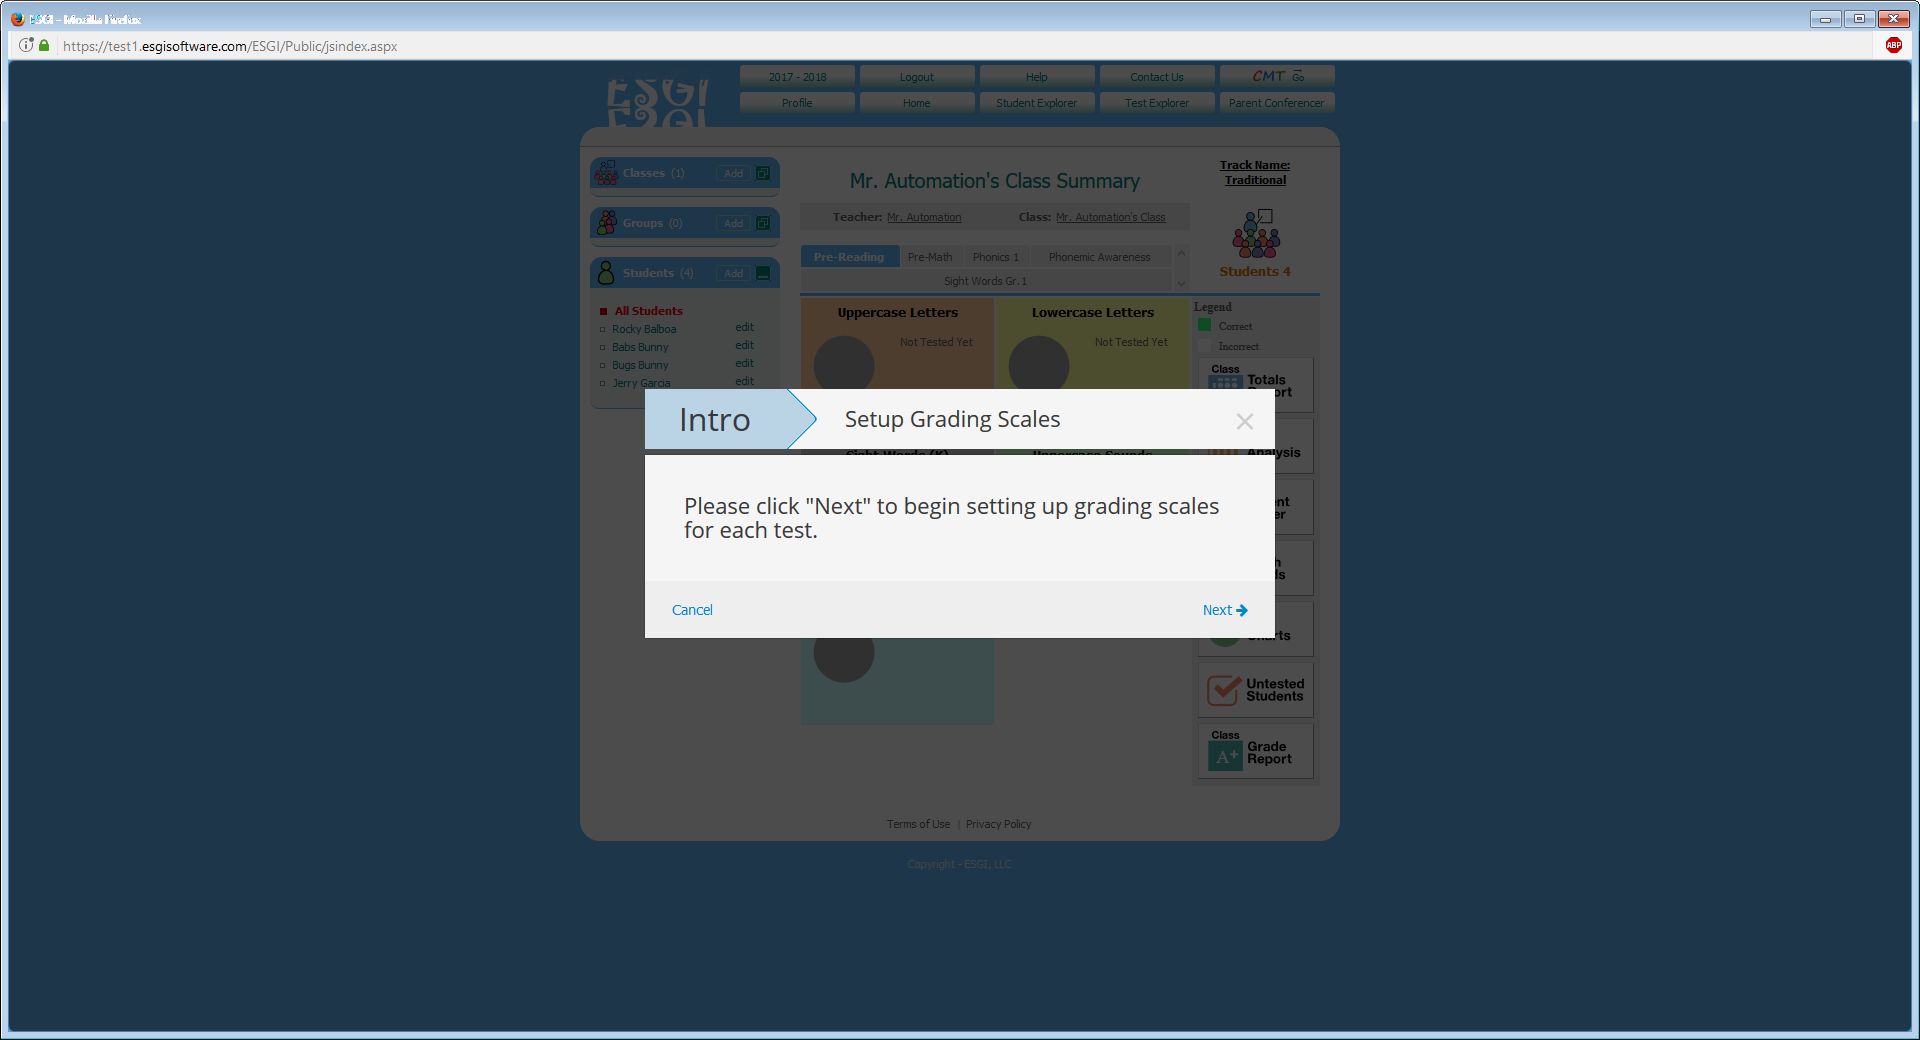 ESGI - Mozilla Firefox
https://test1.esgisoftware.com/ESGI/Public/jsindex.aspx
ABP
ESGI
2017 - 2018
Logout
Help
Contact Us
CMT Go
Profile
Home
Student Explorer
Test Explorer
Parent Conferencer
Classes (1)
Add
Groups (0)
Add
Students (4)
Add
All Students
Rocky Balboa edit
Babs Bunny edit
Bugs Bunny edit
Jerry Garcia edit
Mr. Automation's Class Summary
Teacher: Mr. Automation Class: Mr. Automation's Class
Pre-Reading Pre-Math Phonics 1 Phonemic Awareness
Sight Words Gr.1
Track Name:
Traditional
Students 4
Uppercase Letters
Not Tested Yet
Lowercase Letters
Not Tested Yet
Legend
Correct
Incorrect
Class
Totals
Analysis
Charts
Untested
Students
Class
A+
Grade
Report
Sight Words (K)
Uppercase Sounds
Intro
Setup Grading Scales
Please click "Next" to begin setting up grading scales
for each test.
Cancel
Next
Terms of Use | Privacy Policy
Copyright - ESGI, LLC